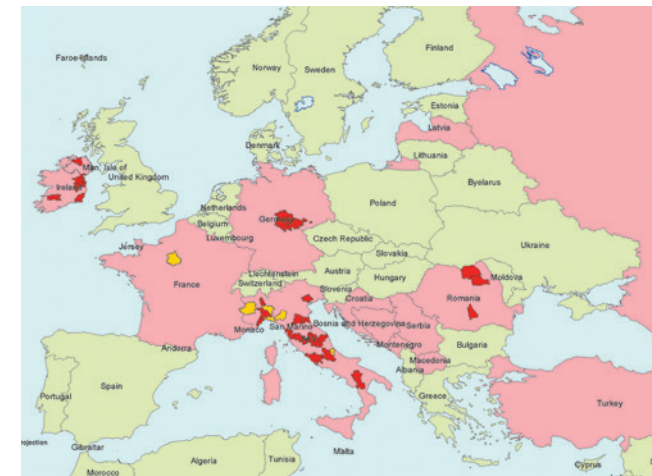 Faroe Islands
Norway
Sweden
Finland
Estonia
Latvia
Denmark
Lithuania
Man, Isle of
United Kingdom
Ireland
Byelarus
Netherlands
Poland
Belgium
Germany
Luxembourg
Czech Republic
Ukraine
Jersey
Slovakia
Liechtenstein
Austria
Moldova
France
Switzerland
Hungary
Slovenia
Romania
Croatia
Monaco
San Marino
Bosnia and Herzegovina
Serbia
Montenegro
Bulgaria
Andorra
Macedonia
Albania
Portugal
Spain
Greece
Turkey
rojection
Gibraltar
Malta
Algeria
Tunisia
Cyprus
Morocco